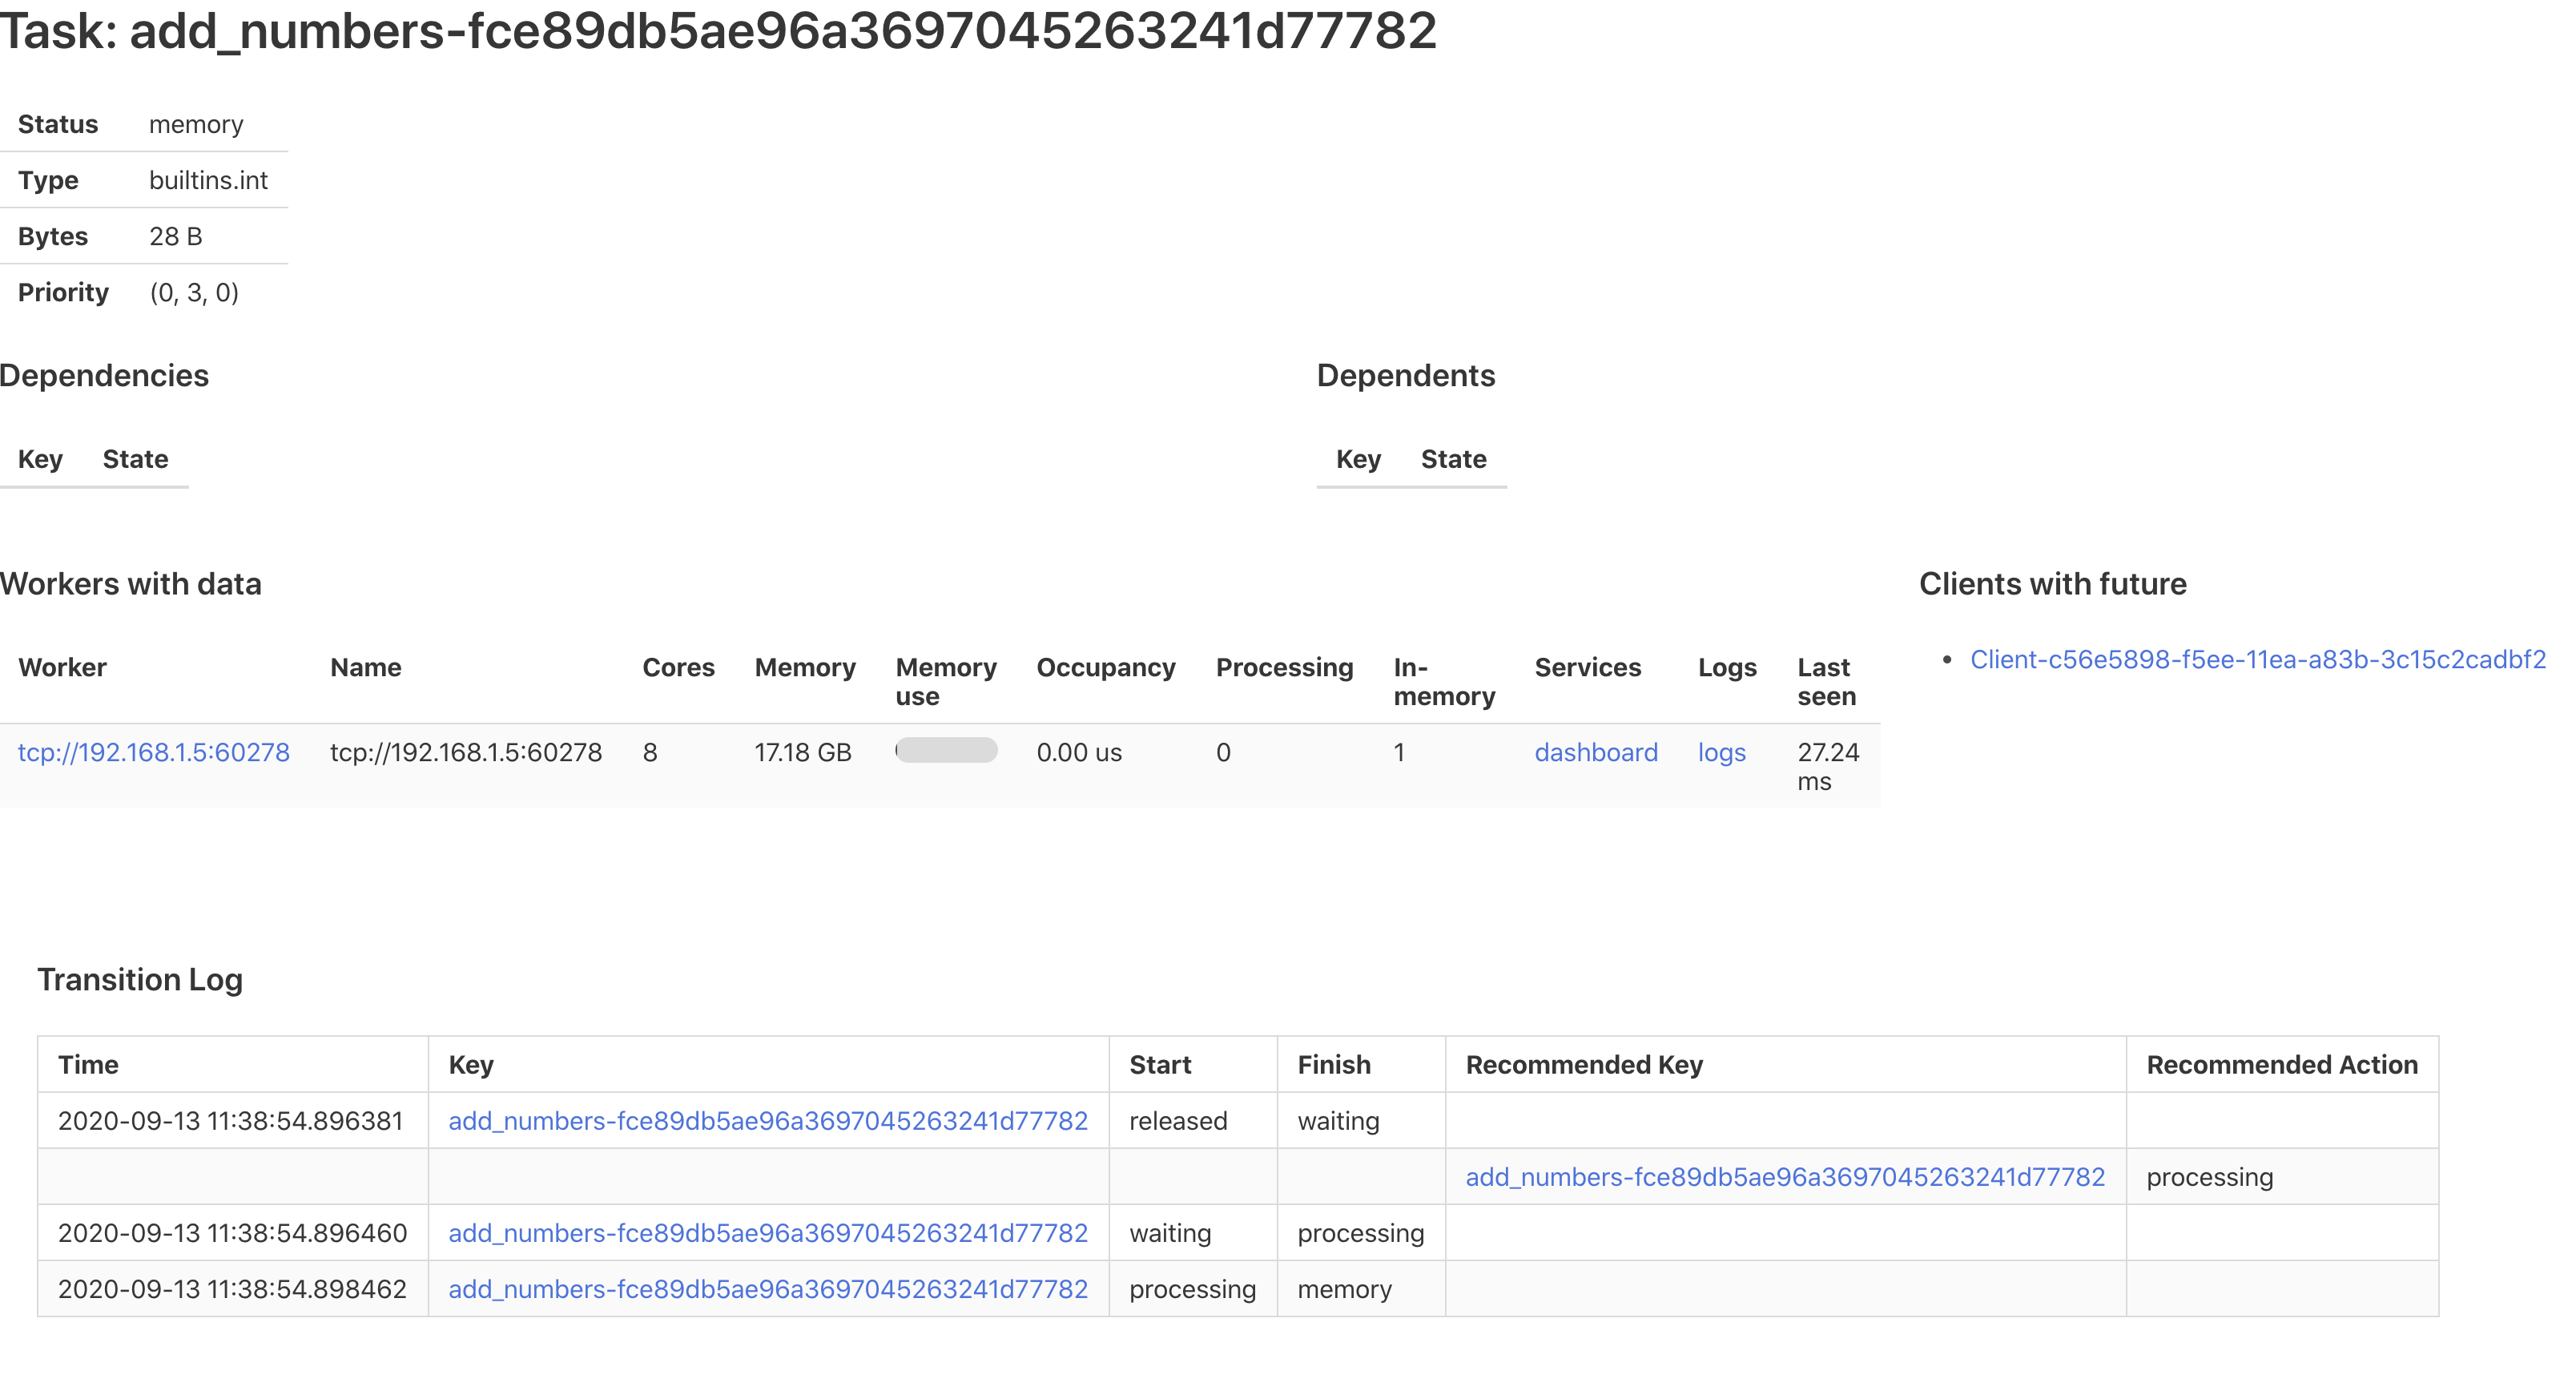 Task: add_numbers-fce89db5ae96a3697045263241d77782
Status memory
Type builtins.int
Bytes 28 B
Priority (0, 3, 0)
Dependencies Dependents
Key State Key State
Workers with data Clients with future
Client-c56e5898-f5ee-11ea-a83b-3c15c2cadbf2
Worker Name Cores Memory Memory use Occupancy Processing In-memory Services Logs Last seen
tcp://192.168.1.5:60278 tcp://192.168.1.5:60278 8 17.18 GB 0.00 us 0 1 dashboard logs 27.24 ms
Transition Log
Time Key Start Finish Recommended Key Recommended Action
2020-09-13 11:38:54.896381 add_numbers-fce89db5ae96a3697045263241d77782 released waiting
add_numbers-fce89db5ae96a3697045263241d77782 processing
2020-09-13 11:38:54.896460 add_numbers-fce89db5ae96a3697045263241d77782 waiting processing
2020-09-13 11:38:54.898462 add_numbers-fce89db5ae96a3697045263241d77782 processing memory